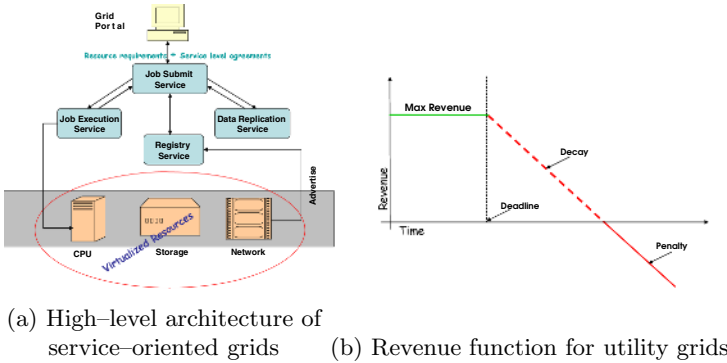 Grid
Portal
Resource requirements + Service level agreements
Job Submit
Service
Job Execution
Service
Data Replication
Service
Registry
Service
Advertise
CPU
Storage
Network
Virtualized Resources
(a) High–level architecture of
service–oriented grids
Max Revenue
Decay
Revenue
Deadline
Time
Penalty
(b) Revenue function for utility grids